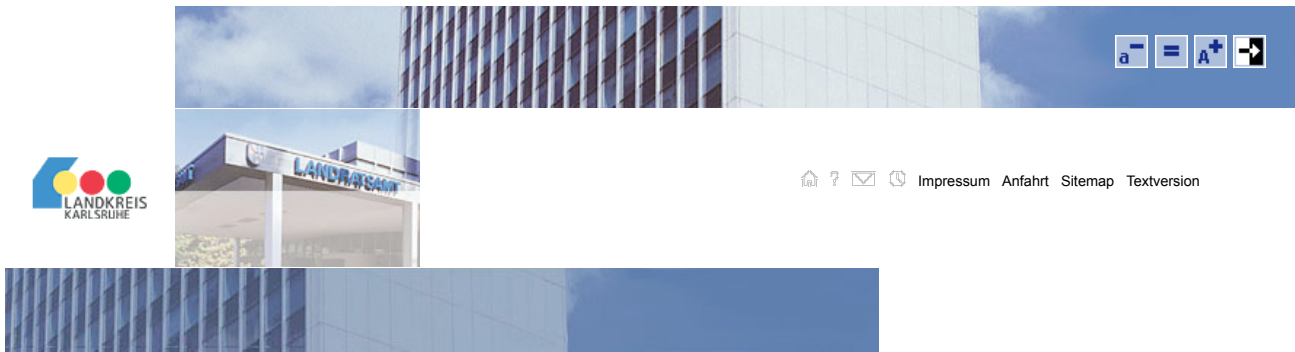 a- = A+
LANDRATSAMT
LANDKREIS
KARLSRUHE
? Impressum Anfahrt Sitemap Textversion